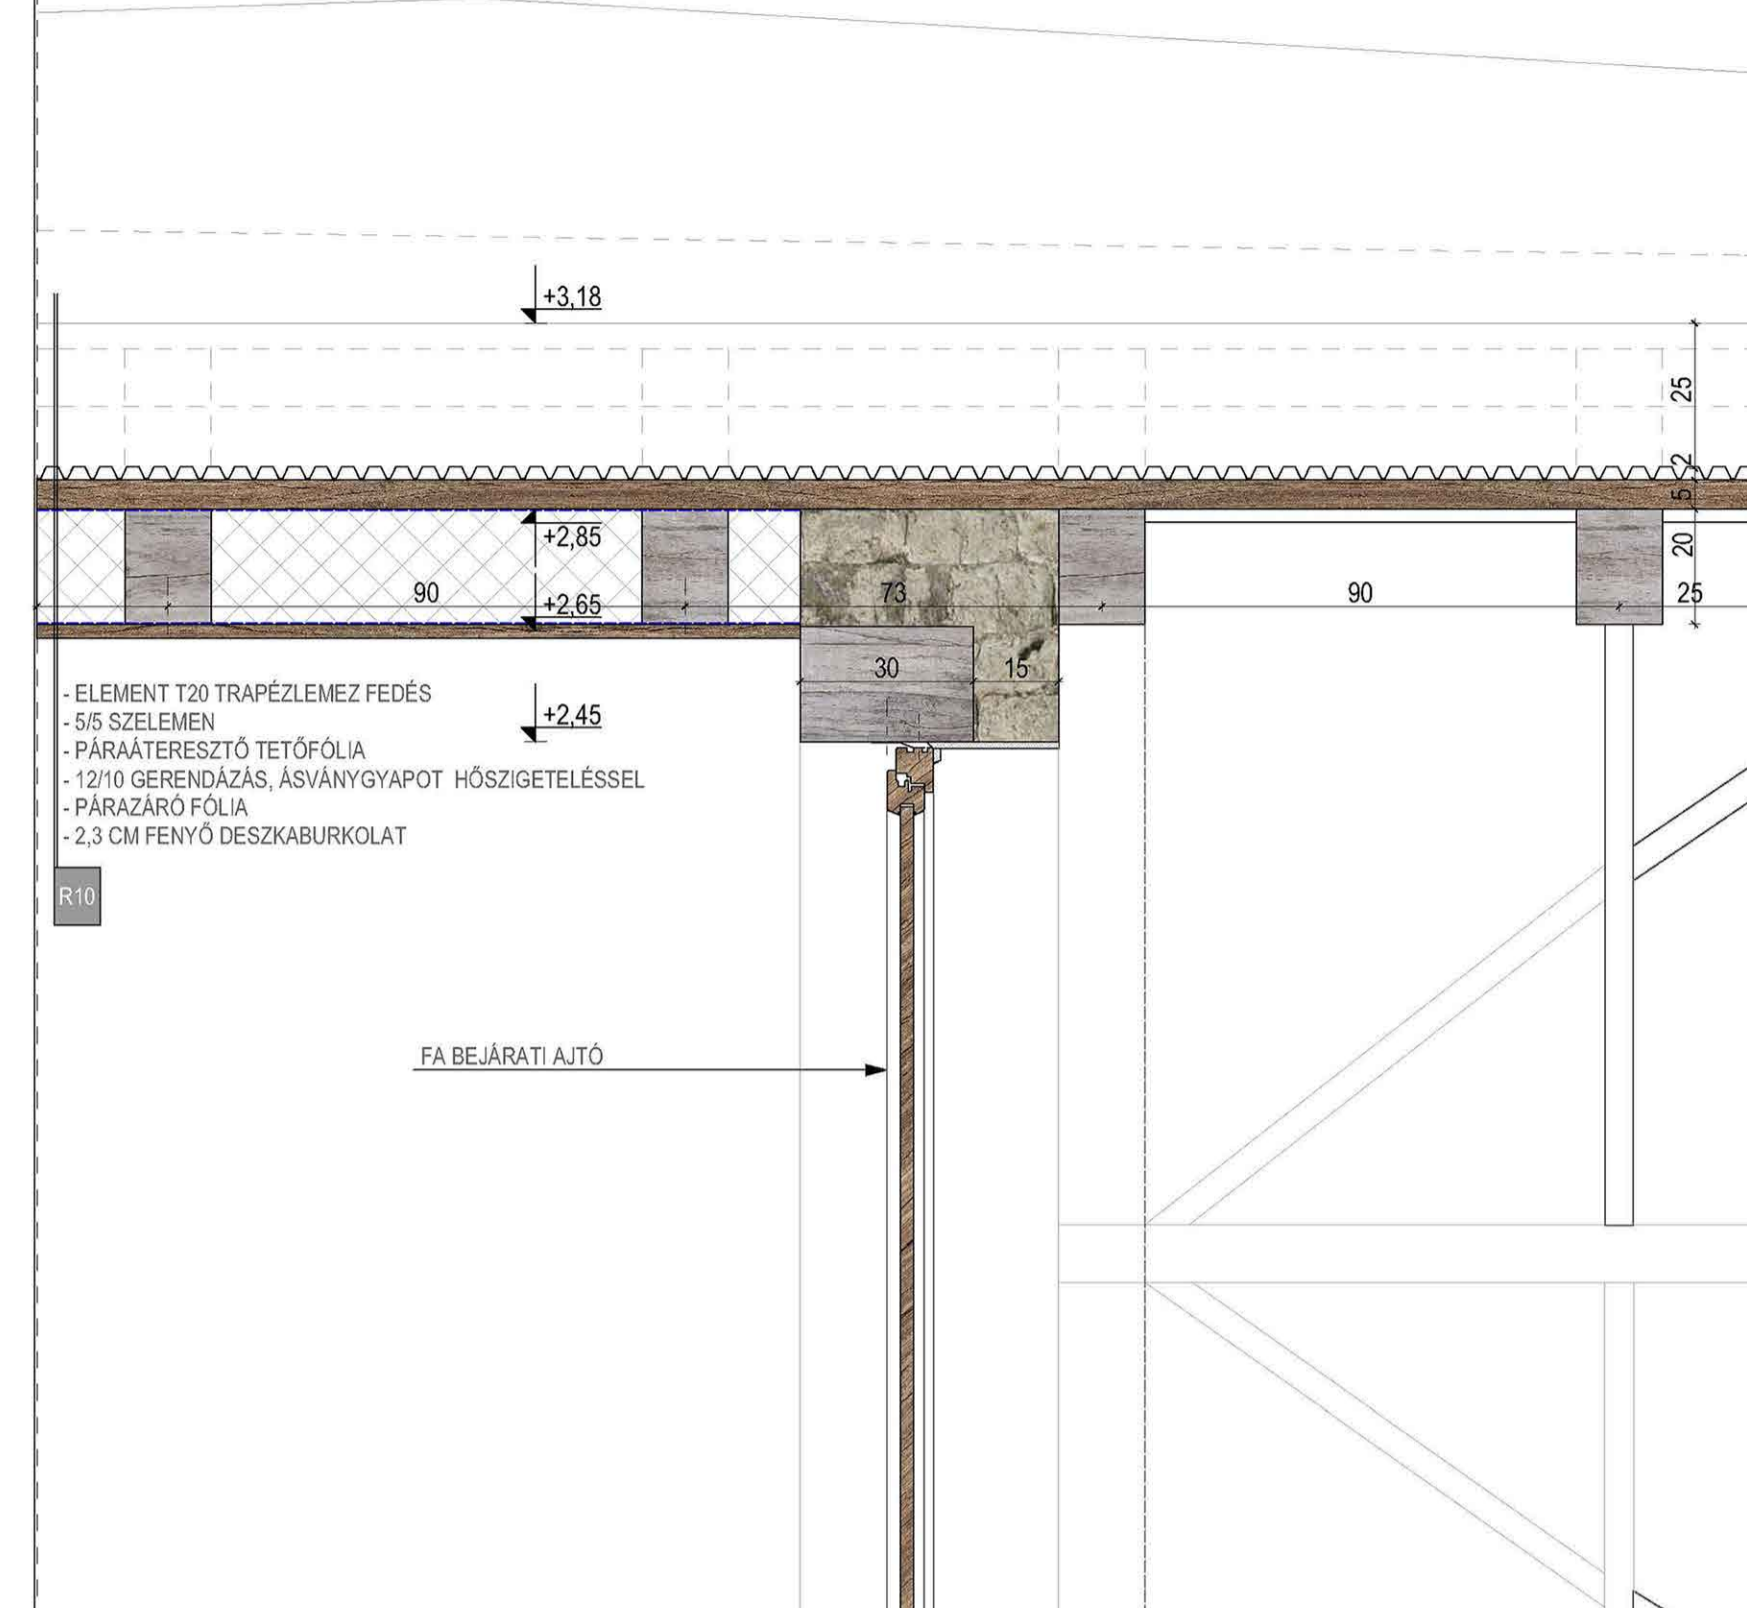 +3,18
25
2
5
+2,85
20
90
+2,65
73
90
25
30
15
- ELEMENT T20 TRAPÉZLEMEZ FEDÉS
- 5/5 SZELEMEN
+2,45
- PÁRAÁTERESZTŐ TETŐFÓLIA
- 12/10 GERENDÁZÁS, ÁSVÁNYGYAPOT HŐSZIGETELÉSSEL
- PÁRAZÁRÓ FÓLIA
- 2,3 CM FENYŐ DESZKABURKOLAT
R10
FA BEJÁRATI AJTÓ